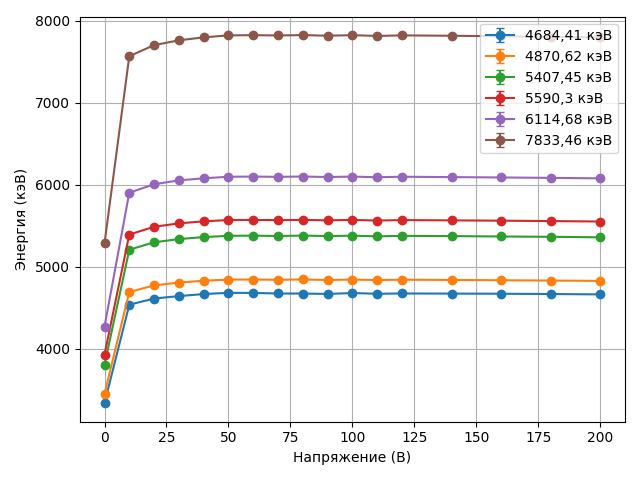 8000
7000
6000
5000
4000
Энергия (кэВ)
4684,41 кэВ
4870,62 кэВ
5407,45 кэВ
5590,3 кэВ
6114,68 кэВ
7833,46 кэВ
0 25 50 75 100 125 150 175 200
Напряжение (В)